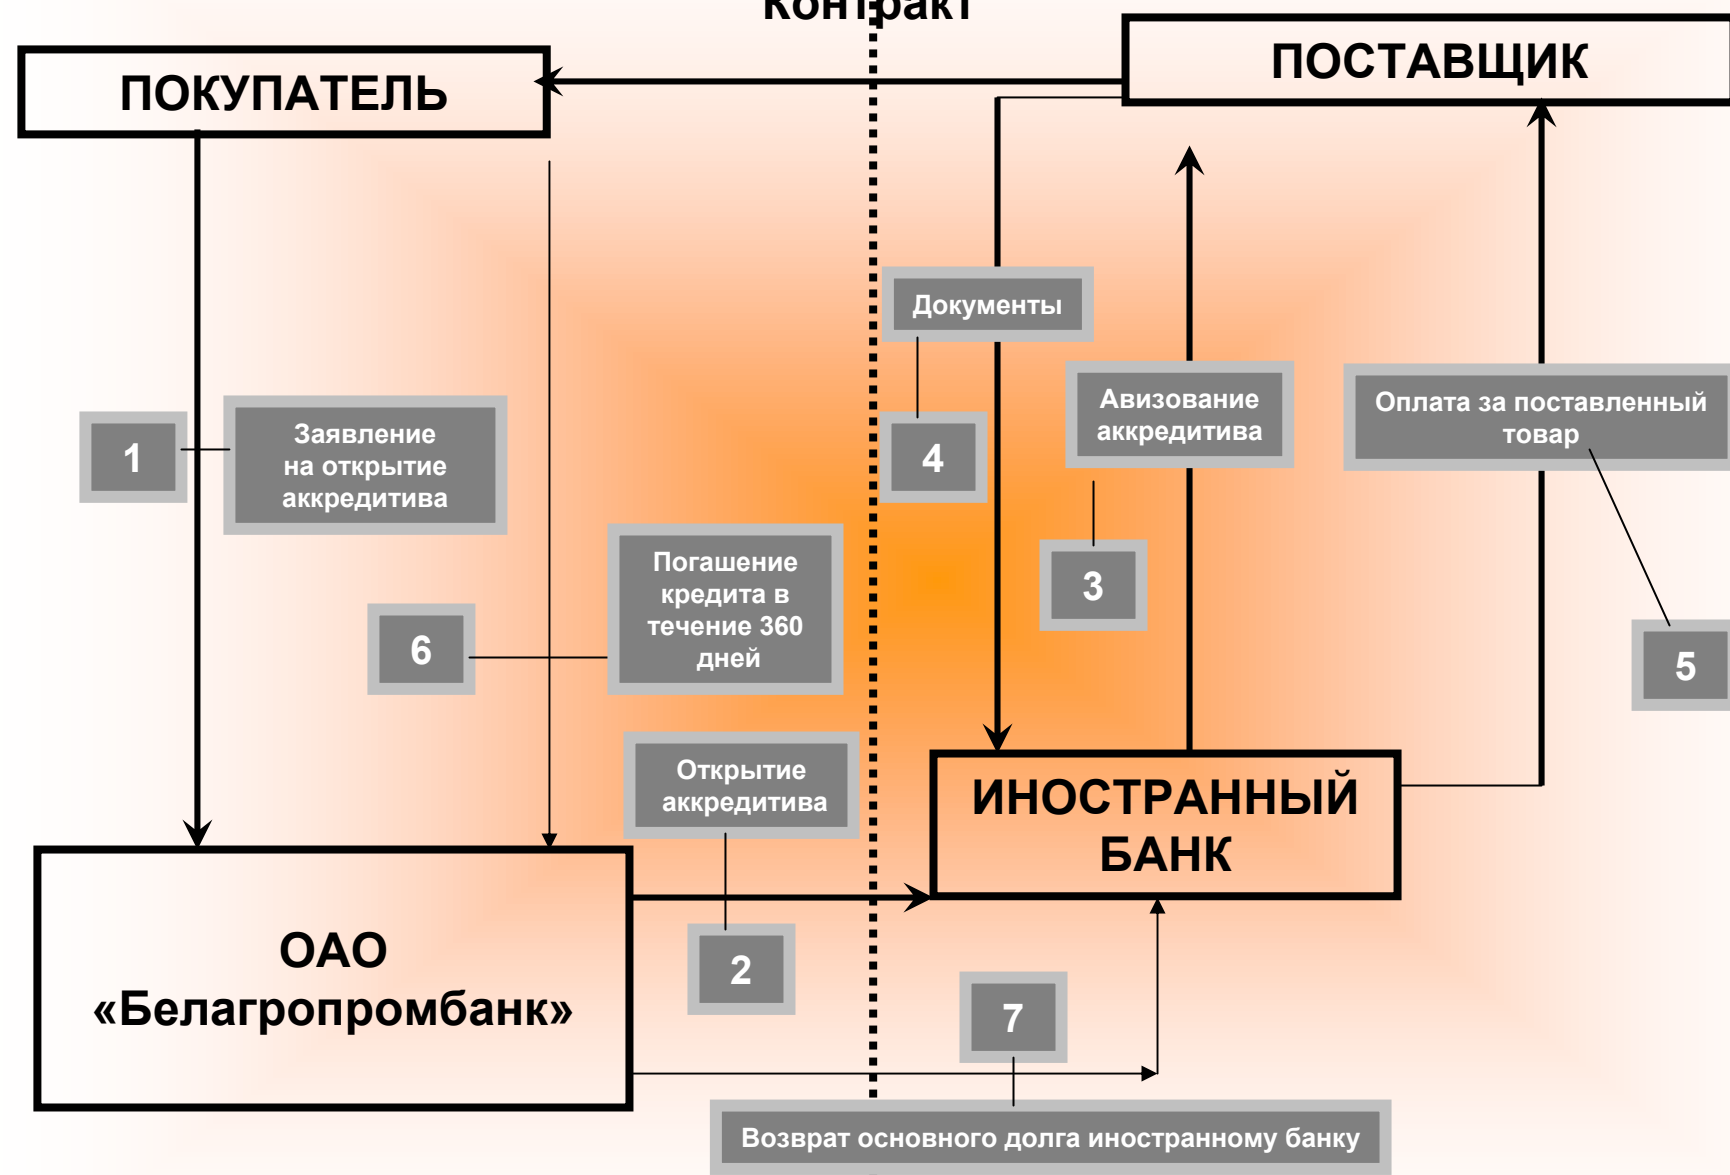 Контракт
ПОКУПАТЕЛЬ
ПОСТАВЩИК
Документы
4
Авизование
аккредитива
3
Оплата за поставленный
товар
5
1
Заявление
на открытие
аккредитива
Погашение
кредита в
течение 360
дней
6
Открытие
аккредитива
2
ИНОСТРАННЫЙ
БАНК
ОАО
«Белагропромбанк»
7
Возврат основного долга иностранному банку